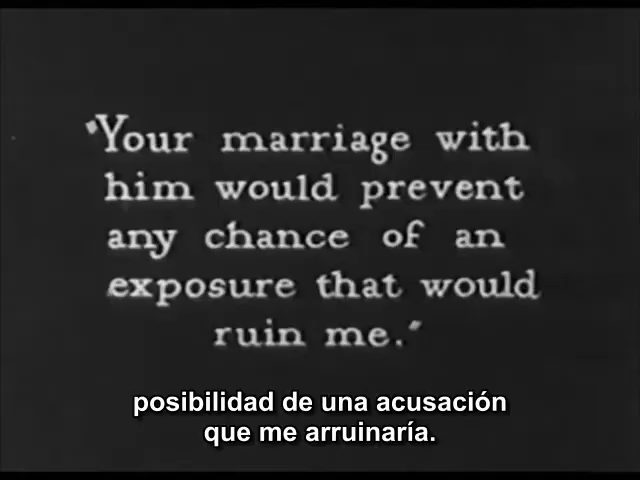 "Your marriage with
him would prevent
any chance of an
exposure that would
ruin me."
posibilidad de una acusación
que me arruinaría.